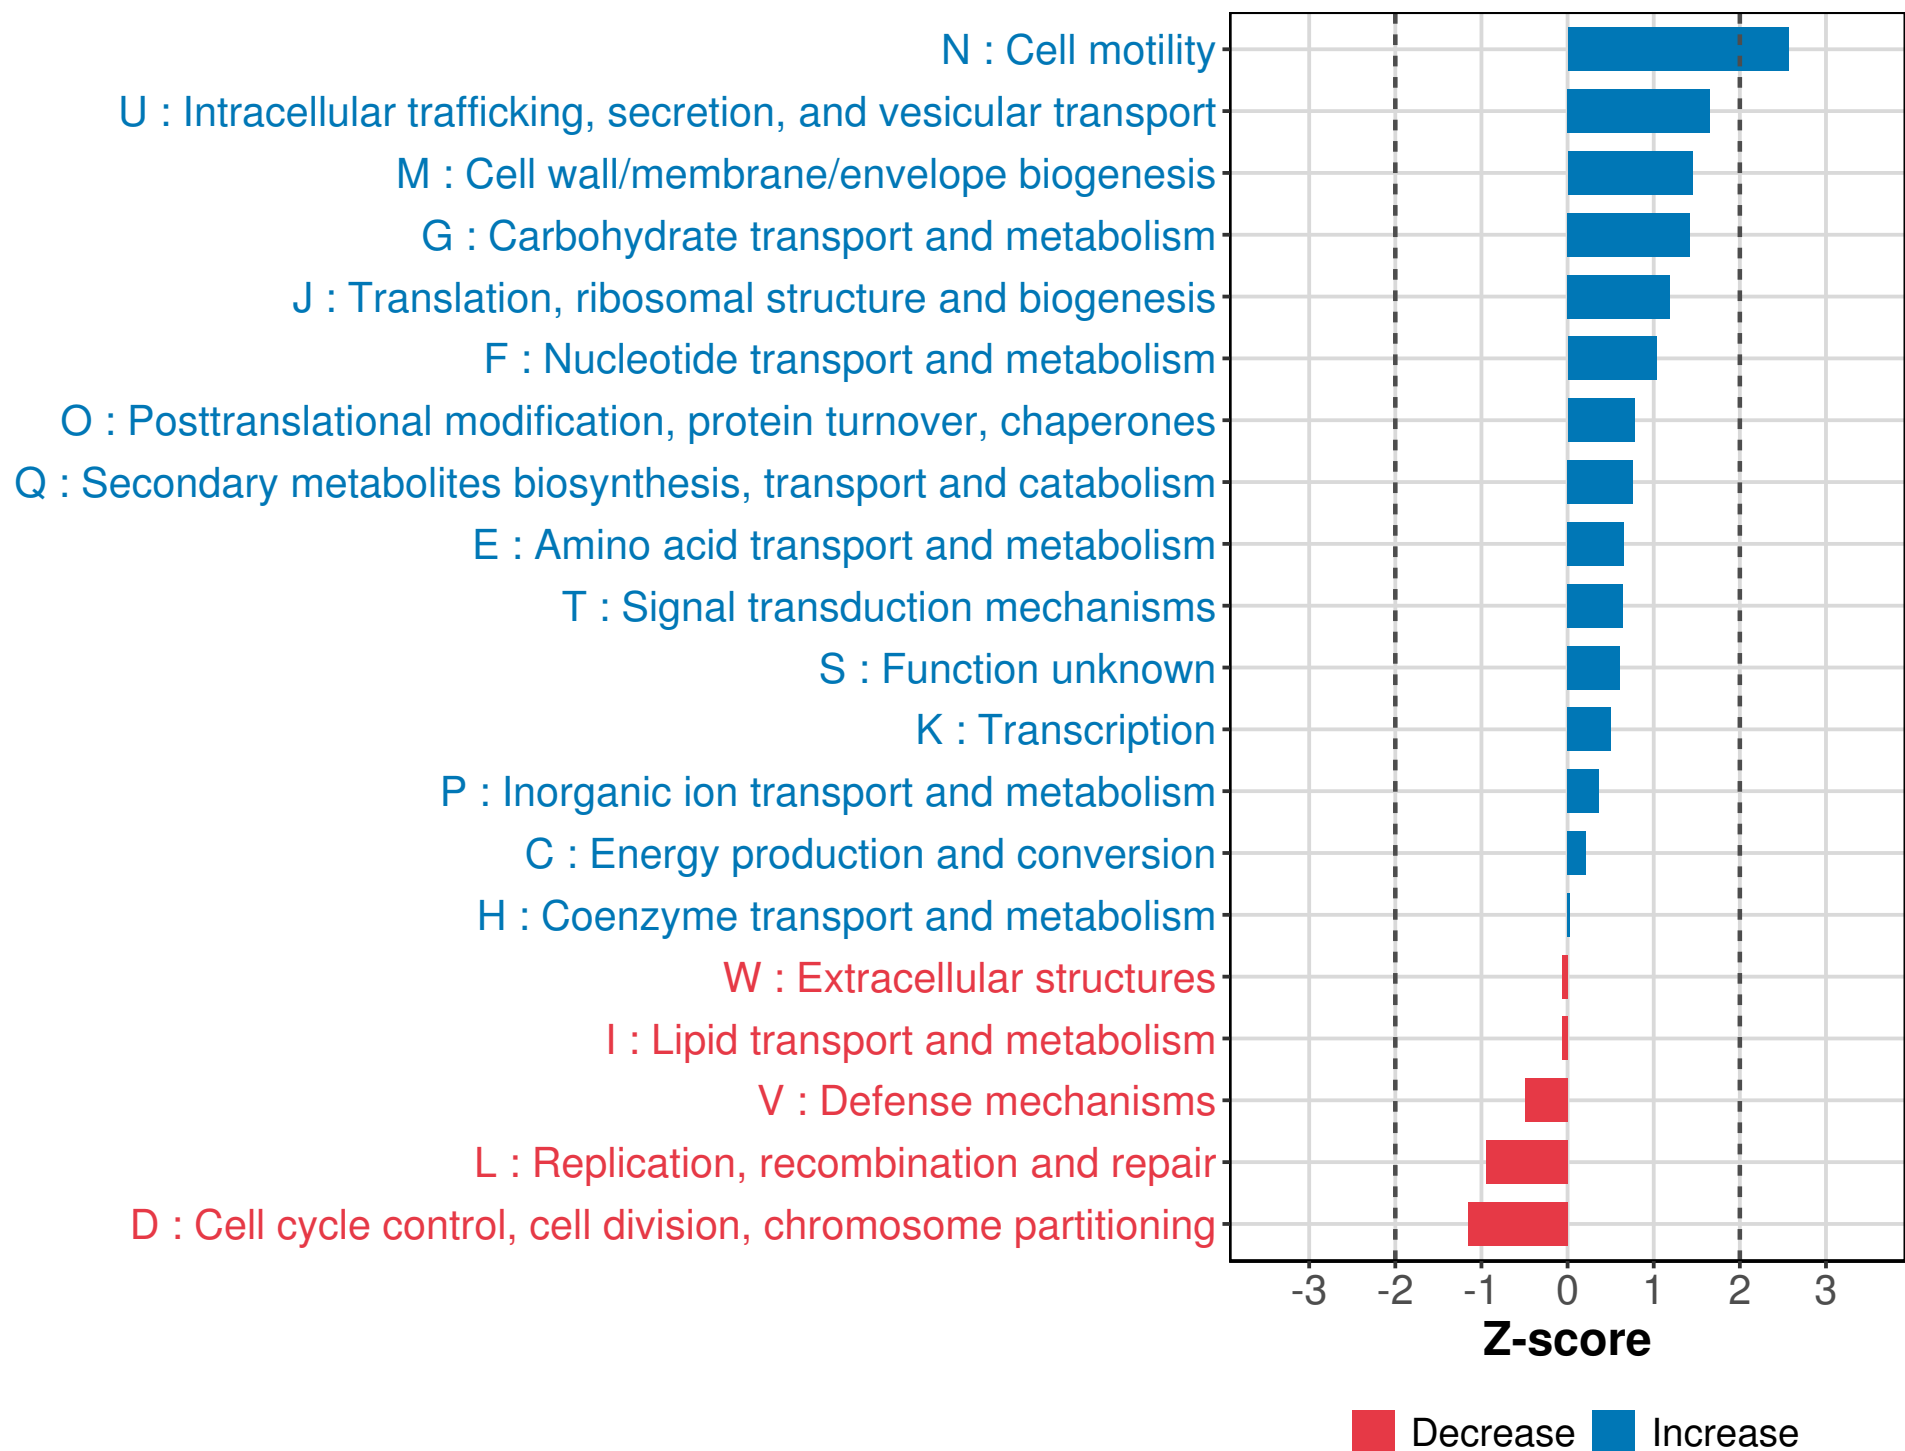 N : Cell motility
U : Intracellular trafficking, secretion, and vesicular transport
M : Cell wall/membrane/envelope biogenesis
G : Carbohydrate transport and metabolism
J : Translation, ribosomal structure and biogenesis
F : Nucleotide transport and metabolism
O : Posttranslational modification, protein turnover, chaperones
Q : Secondary metabolites biosynthesis, transport and catabolism
E : Amino acid transport and metabolism
T : Signal transduction mechanisms
S : Function unknown
K : Transcription
P : Inorganic ion transport and metabolism
C : Energy production and conversion
H : Coenzyme transport and metabolism
W : Extracellular structures
I : Lipid transport and metabolism
V : Defense mechanisms
L : Replication, recombination and repair
D : Cell cycle control, cell division, chromosome partitioning
-3 -2 -1 0 1 2 3
Z-score
Decrease Increase